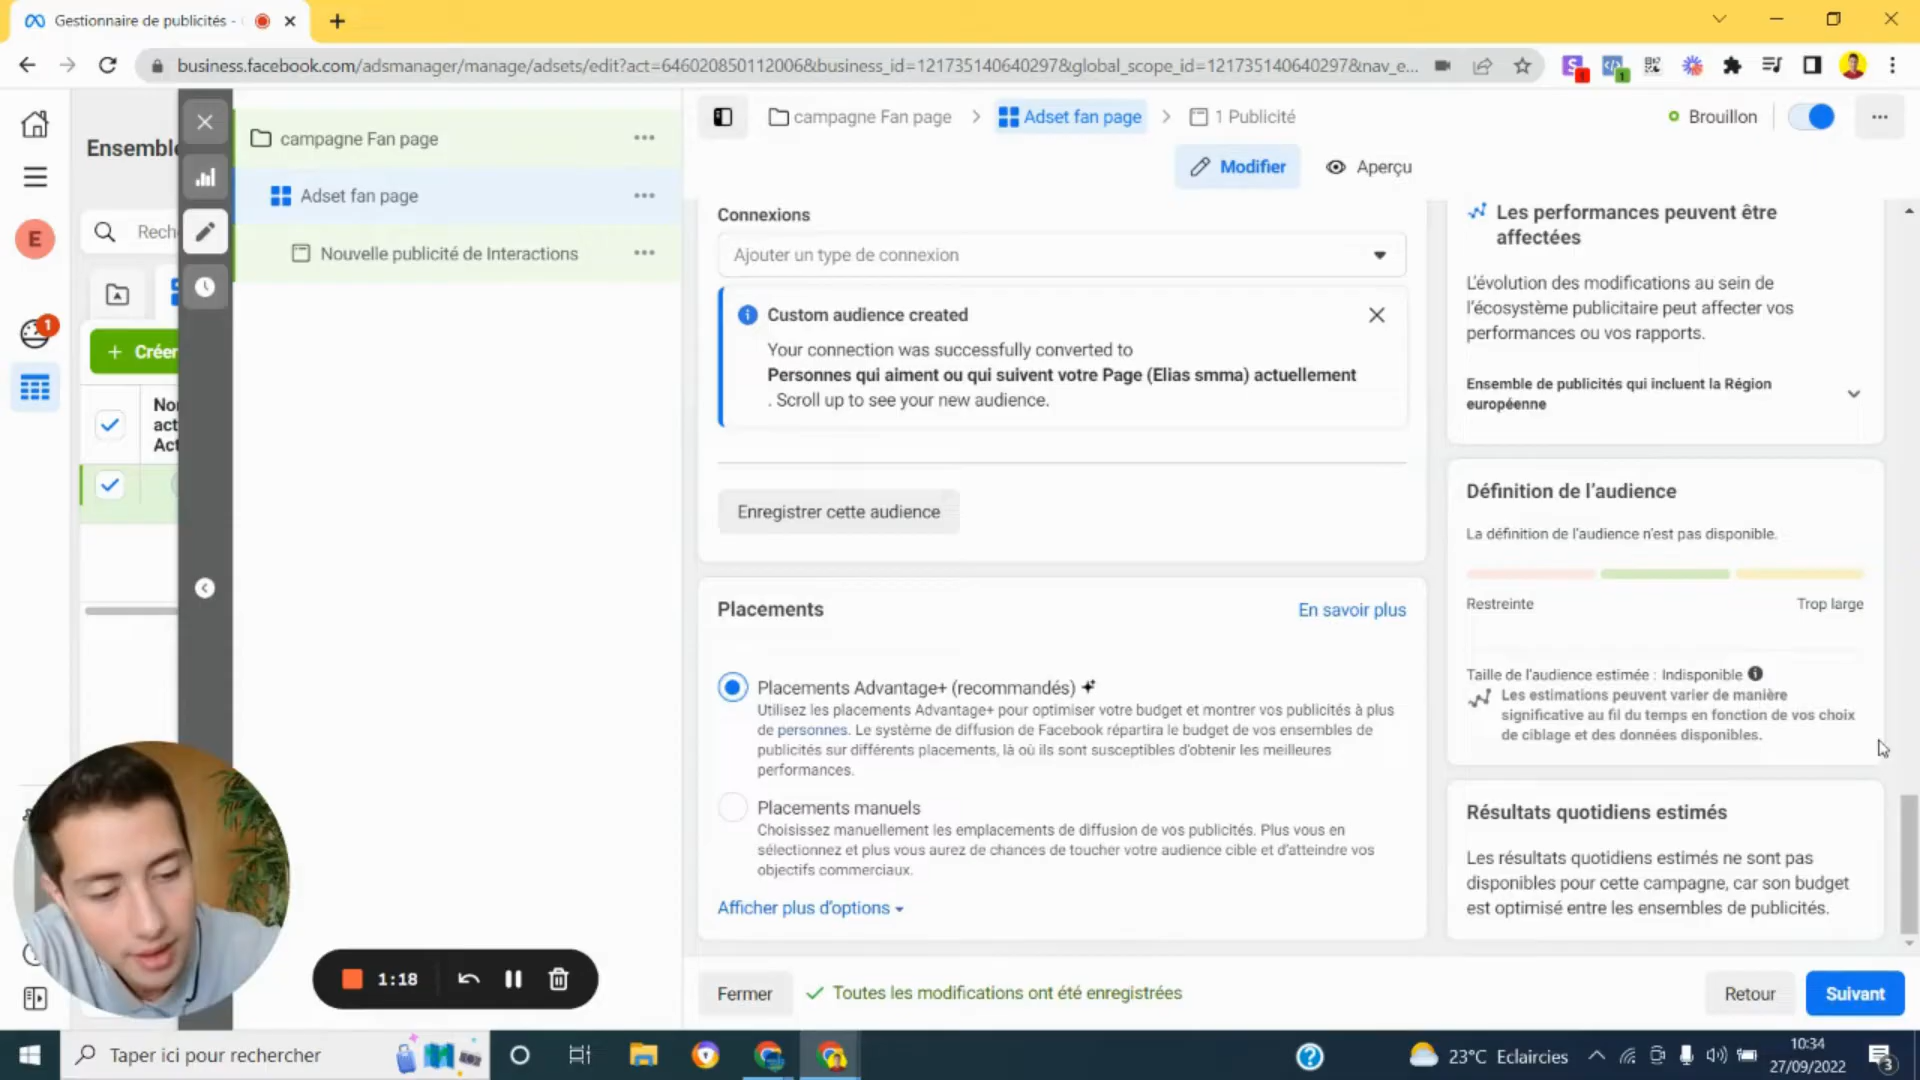 Gestionnaire de publicités -
business.facebook.com/adsmanager/manage/adsets/edit?act=646020850112006&business_id=121735140640297&global_scope_id=121735140640297&nav_e...
Ensemble
campagne Fan page
Adset fan page
Nouvelle publicité de Interactions
E
Rech
1
Créer
Nor
act
Act
campagne Fan page
Adset fan page
1 Publicité
Brouillon
Modifier
Aperçu
Connexions
Ajouter un type de connexion
Custom audience created
Your connection was successfully converted to
Personnes qui aiment ou qui suivent votre Page (Elias smma) actuellement
. Scroll up to see your new audience.
Enregistrer cette audience
Placements
En savoir plus
Placements Advantage+ (recommandés)
Utilisez les placements Advantage+ pour optimiser votre budget et montrer vos publicités à plus
de personnes. Le système de diffusion de Facebook répartira le budget de vos ensembles de
publicités sur différents placements, là où ils sont susceptibles d'obtenir les meilleures
performances.
Placements manuels
Choisissez manuellement les emplacements de diffusion de vos publicités. Plus vous en
sélectionnez et plus vous aurez de chances de toucher votre audience cible et d'atteindre vos
objectifs commerciaux.
Afficher plus d'options
Les performances peuvent être
affectées
L'évolution des modifications au sein de
l'écosystème publicitaire peut affecter vos
performances ou vos rapports.
Ensemble de publicités qui incluent la Région
européenne
Définition de l'audience
La définition de l'audience n'est pas disponible.
Restreinte
Trop large
Taille de l'audience estimée : Indisponible
Les estimations peuvent varier de manière
significative au fil du temps en fonction de vos choix
de ciblage et des données disponibles.
Résultats quotidiens estimés
Les résultats quotidiens estimés ne sont pas
disponibles pour cette campagne, car son budget
est optimisé entre les ensembles de publicités.
1:18
Fermer
Toutes les modifications ont été enregistrées
Retour
Suivant
Taper ici pour rechercher
23°C Eclaircies
10:34
27/09/2022
3